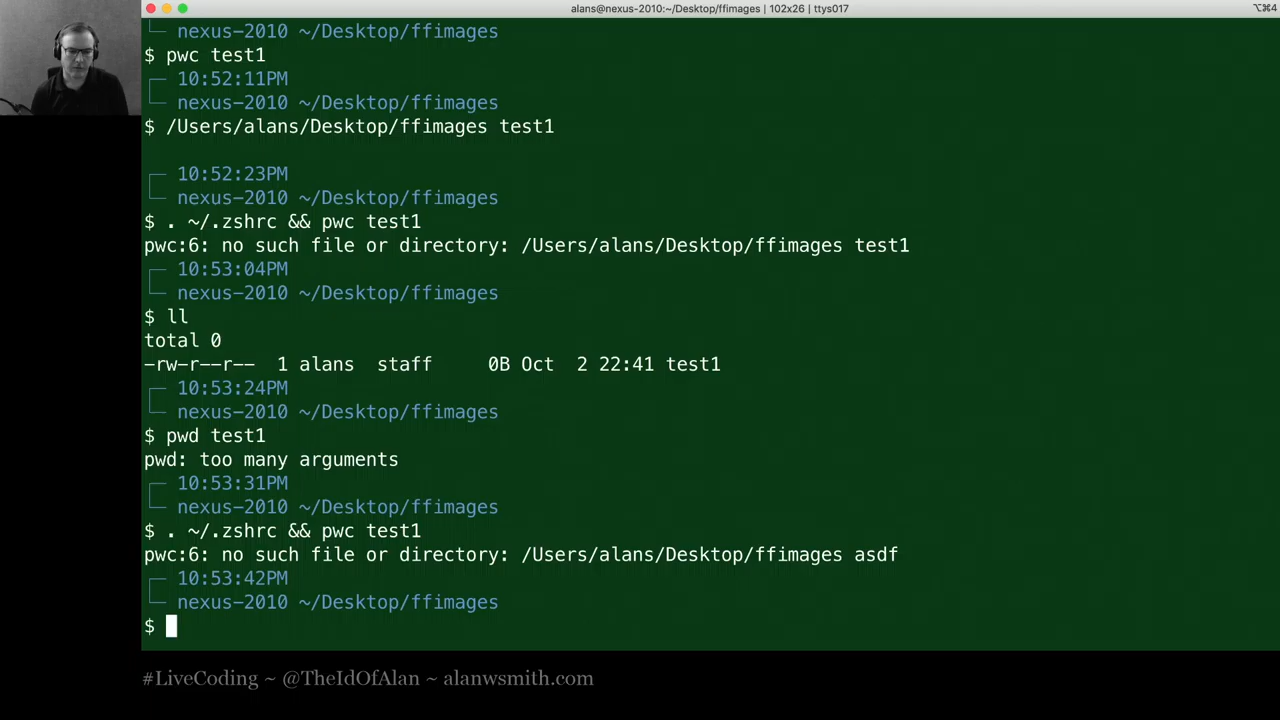 alans@nexus-2010:~/Desktop/ffimages | 102x26 | ttys017
⌥⌘4
└─ nexus-2010 ~/Desktop/ffimages
$ pwc test1
┌─ 10:52:11PM
└─ nexus-2010 ~/Desktop/ffimages
$ /Users/alans/Desktop/ffimages test1
┌─ 10:52:23PM
└─ nexus-2010 ~/Desktop/ffimages
$ . ~/.zshrc && pwc test1
pwc:6: no such file or directory: /Users/alans/Desktop/ffimages test1
┌─ 10:53:04PM
└─ nexus-2010 ~/Desktop/ffimages
$ ll
total 0
-rw-r--r--  1 alans  staff     0B Oct  2 22:41 test1
┌─ 10:53:24PM
└─ nexus-2010 ~/Desktop/ffimages
$ pwd test1
pwd: too many arguments
┌─ 10:53:31PM
└─ nexus-2010 ~/Desktop/ffimages
$ . ~/.zshrc && pwc test1
pwc:6: no such file or directory: /Users/alans/Desktop/ffimages asdf
┌─ 10:53:42PM
└─ nexus-2010 ~/Desktop/ffimages
$
#LiveCoding ~ @TheIdOfAlan ~ alanwsmith.com